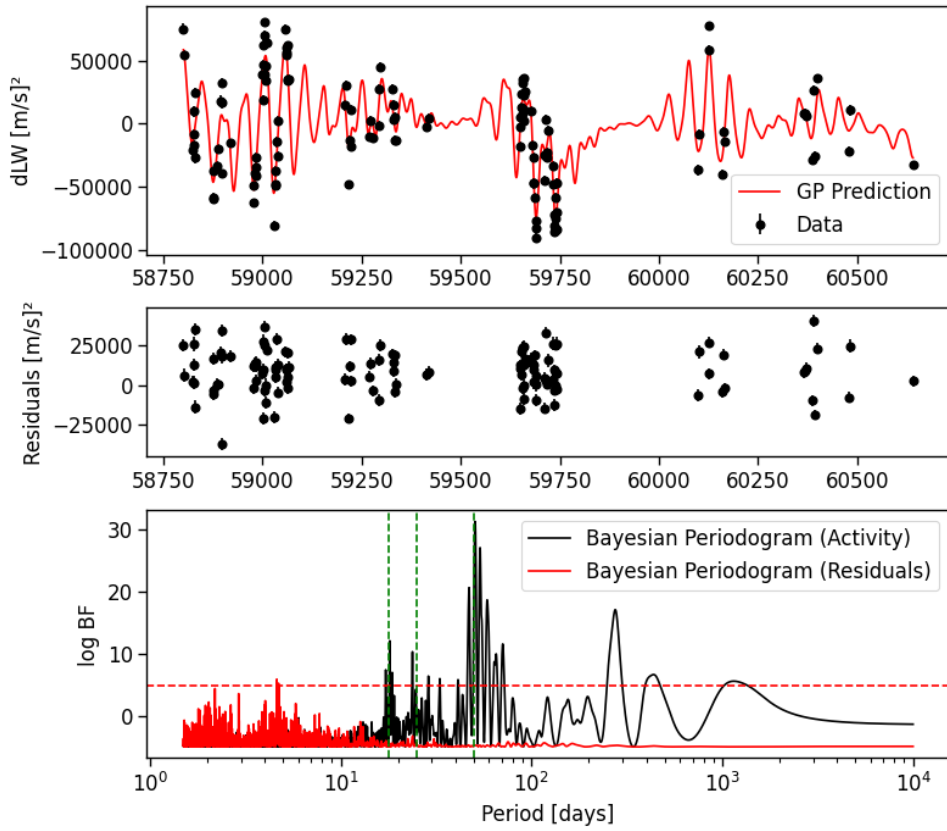 dLW [m/s]²
50000
0
−50000
−100000
GP Prediction
Data
58750 59000 59250 59500 59750 60000 60250 60500
Residuals [m/s]²
25000
0
−25000
58750 59000 59250 59500 59750 60000 60250 60500
log BF
30
20
10
0
Bayesian Periodogram (Activity)
Bayesian Periodogram (Residuals)
10⁰ 10¹ 10² 10³ 10⁴
Period [days]